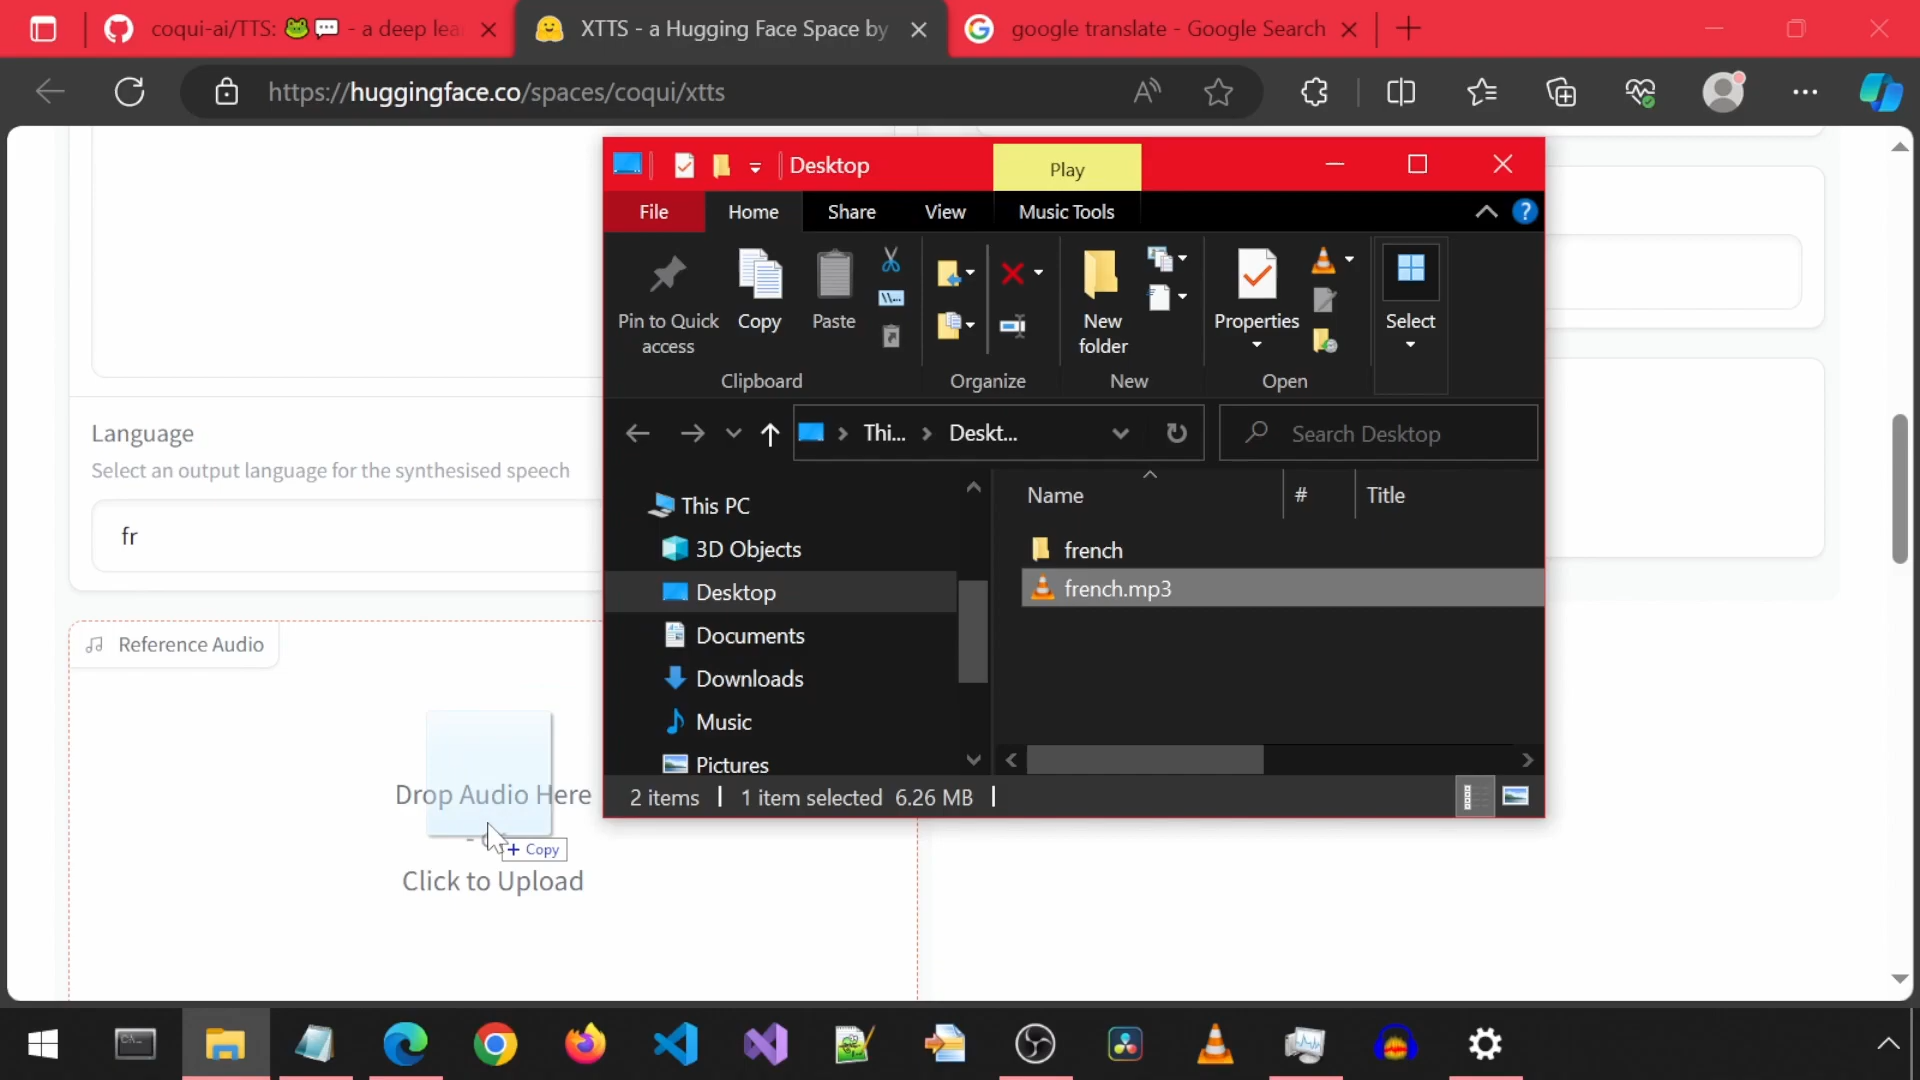 coqui-ai/TTS: 🐸💬 - a deep lea
XTTS - a Hugging Face Space by
google translate - Google Search
https://huggingface.co/spaces/coqui/xtts
Desktop
Play
File
Home
Share
View
Music Tools
Pin to Quick access
Copy
Paste
New folder
Properties
Select
Clipboard
Organize
New
Open
Thi...
Deskt...
Search Desktop
Language
Select an output language for the synthesised speech
fr
This PC
3D Objects
Desktop
Documents
Downloads
Music
Pictures
Name
#
Title
french
french.mp3
2 items
1 item selected 6.26 MB
Reference Audio
Drop Audio Here
+ Copy
Click to Upload